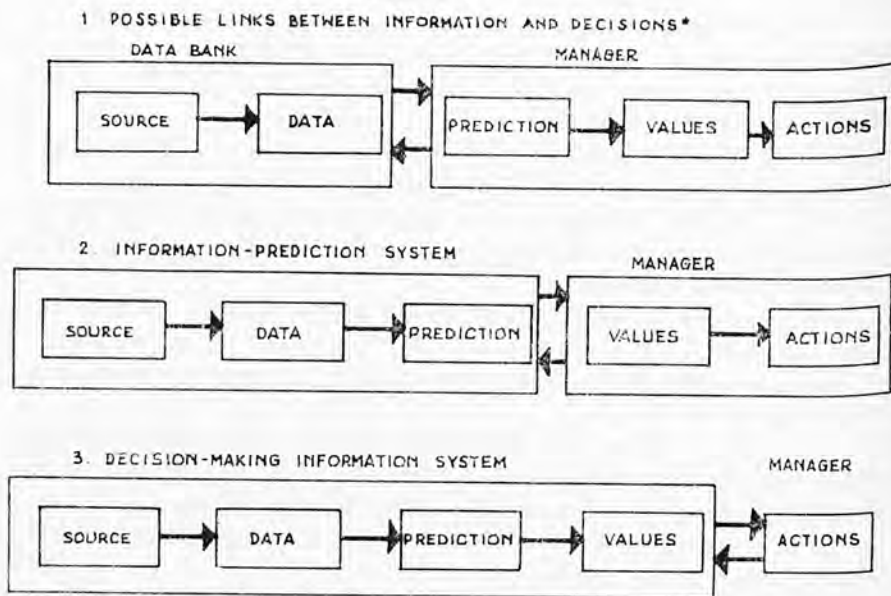 1 POSSIBLE LINKS BETWEEN INFORMATION AND DECISIONS*
DATA BANK MANAGER
SOURCE DATA PREDICTION VALUES ACTIONS
2. INFORMATION-PREDICTION SYSTEM
MANAGER
SOURCE DATA PREDICTION VALUES ACTIONS
3. DECISION-MAKING INFORMATION SYSTEM MANAGER
SOURCE DATA PREDICTION VALUES ACTIONS